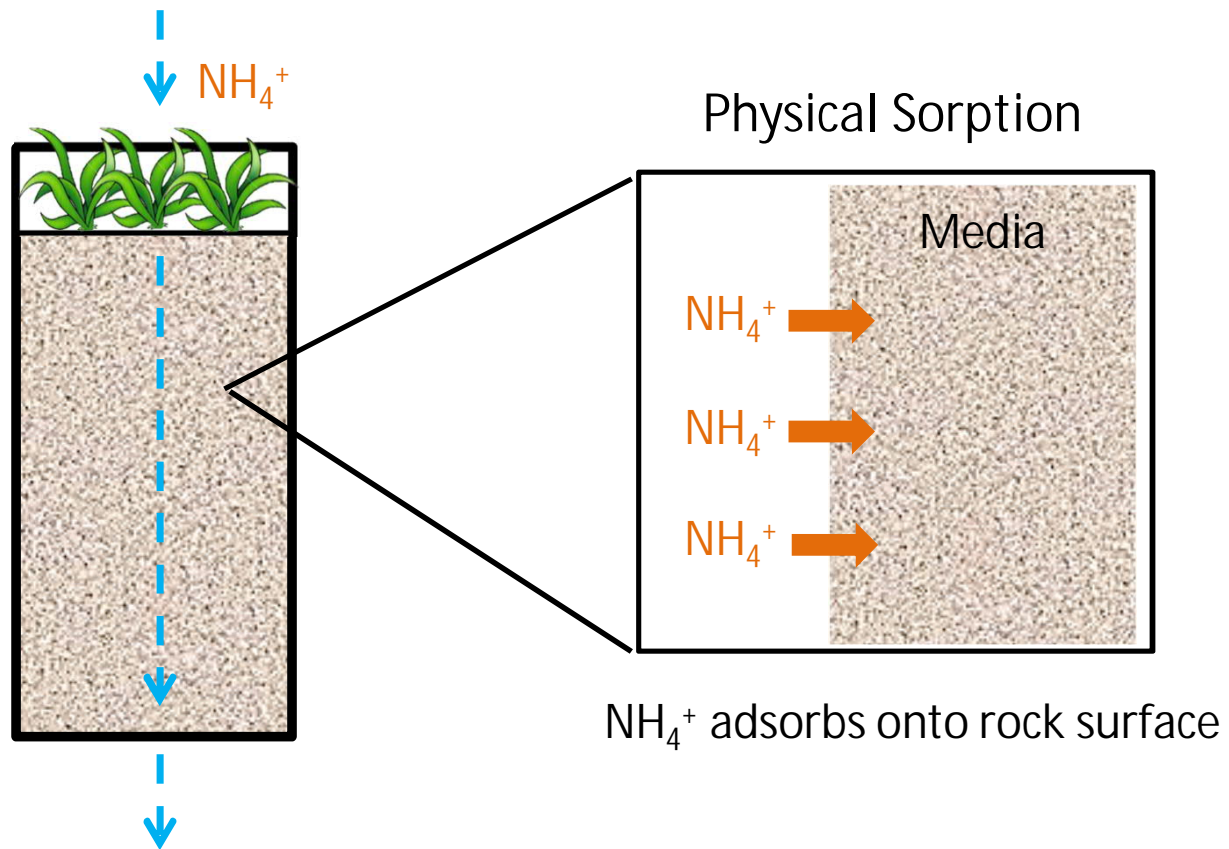 NH₄⁺
Physical Sorption
Media
NH₄⁺
NH₄⁺
NH₄⁺
NH₄⁺ adsorbs onto rock surface